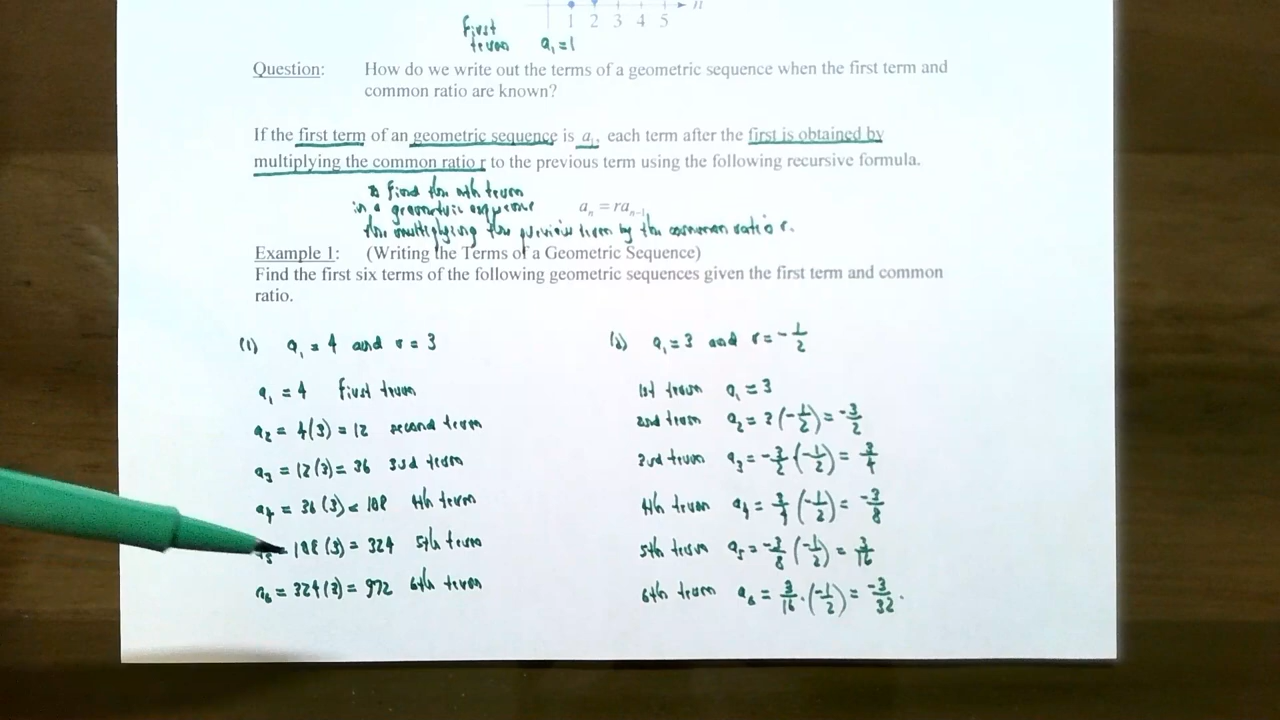 n
1 2 3 4 5
First
term a₁ = 1
Question: How do we write out the terms of a geometric sequence when the first term and
common ratio are known?
If the first term of an geometric sequence is a₁, each term after the first is obtained by
multiplying the common ratio r to the previous term using the following recursive formula.
find the nth term
in a geometric sequence
aₙ = raₙ₋₁
multiplying the previous term by the common ratio r.
Example 1: (Writing the Terms of a Geometric Sequence)
Find the first six terms of the following geometric sequences given the first term and common
ratio.
(1) a₁ = 4 and r = 3
a₁ = 4 first term
a₂ = 4(3) = 12 second term
a₃ = 12(3) = 36 3rd term
a₄ = 36(3) = 108 4th term
= 108(3) = 324 5th term
a₆ = 324(3) = 972 6th term
(2) a₁ = 3 and r = -1/2
1st term a₁ = 3
2nd term a₂ = 3(-1/2) = -3/2
3rd term a₃ = -3/2(-1/2) = 3/4
4th term a₄ = 3/4(-1/2) = -3/8
5th term a₅ = -3/8(-1/2) = 3/16
6th term a₆ = 3/16·(-1/2) = -3/32.